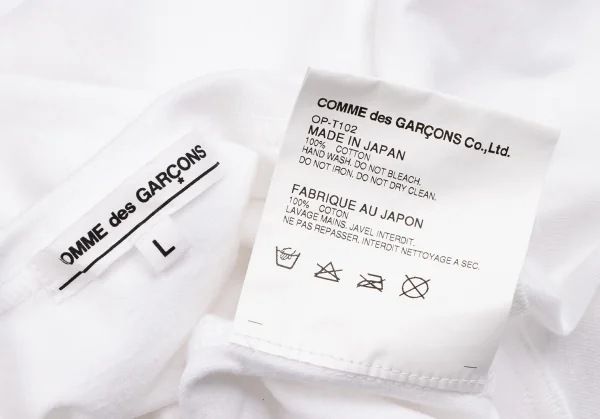 OMME des GARÇONS
L
COMME des GARÇONS Co.,Ltd.
OP-T102
MADE IN JAPAN
100% COTTON
HAND WASH. DO NOT BLEACH.
DO NOT IRON. DO NOT DRY CLEAN.
FABRIQUE AU JAPON
100% COTON
LAVAGE MAINS. JAVEL INTERDIT.
NE PAS REPASSER. INTERDIT NETTOYAGE A SEC.